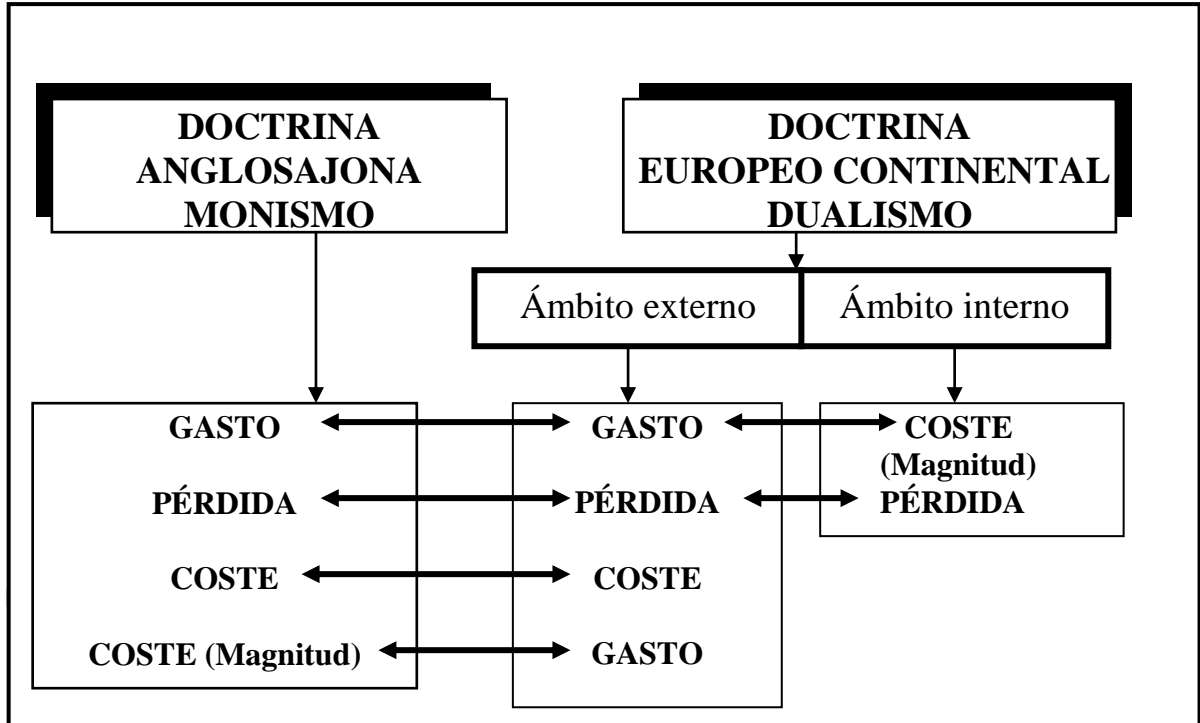 DOCTRINA
ANGLOSAJONA
MONISMO
DOCTRINA
EUROPEO CONTINENTAL
DUALISMO
Ámbito externo
Ámbito interno
GASTO
PÉRDIDA
COSTE
COSTE (Magnitud)
GASTO
PÉRDIDA
COSTE
GASTO
COSTE
(Magnitud)
PÉRDIDA